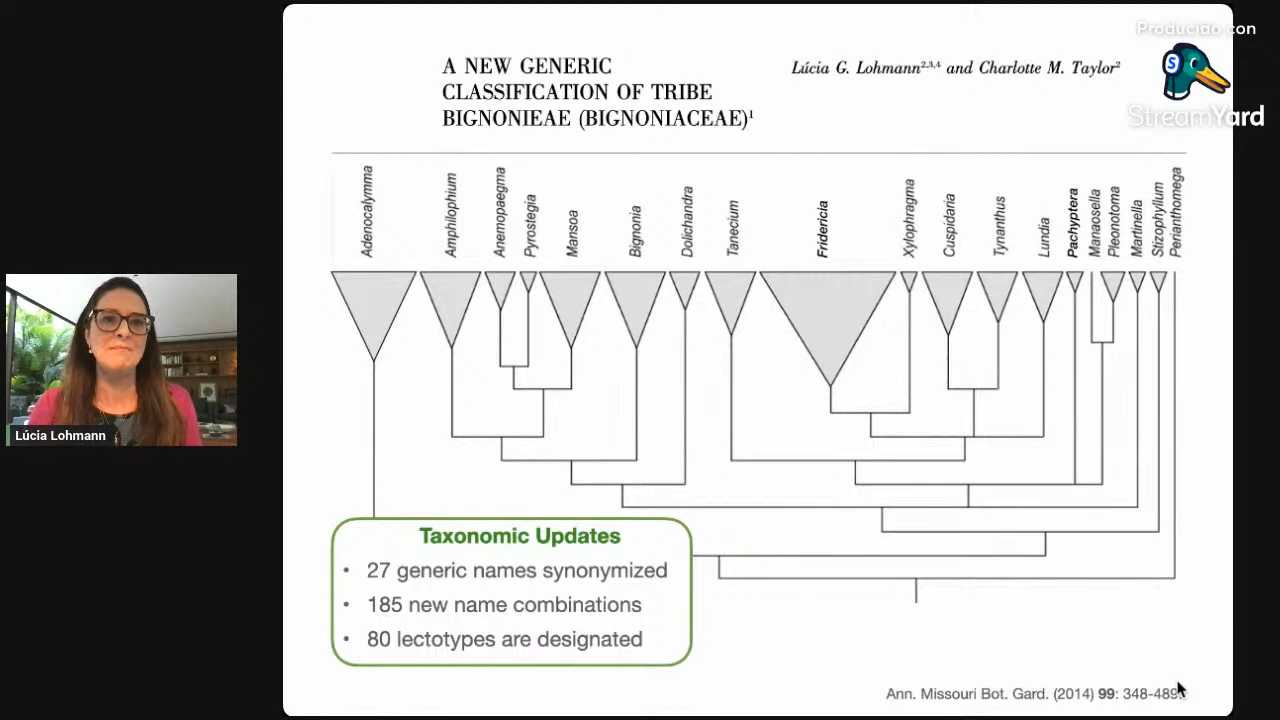 Producido con
StreamYard
A NEW GENERIC
CLASSIFICATION OF TRIBE
BIGNONIEAE (BIGNONIACEAE)¹
Lúcia G. Lohmann²,³,⁴ and Charlotte M. Taylor²
Adenocalymma
Amphilophium
Anemopaegma
Pyrostegia
Mansoa
Bignonia
Dolichandra
Tanecium
Fridericia
Xylophragma
Cuspidaria
Tynanthus
Lundia
Pachyptera
Manaosella
Pleonotoma
Martinella
Stizophyllum
Perianthomega
Lúcia Lohmann
Taxonomic Updates
• 27 generic names synonymized
• 185 new name combinations
• 80 lectotypes are designated
Ann. Missouri Bot. Gard. (2014) 99: 348-489